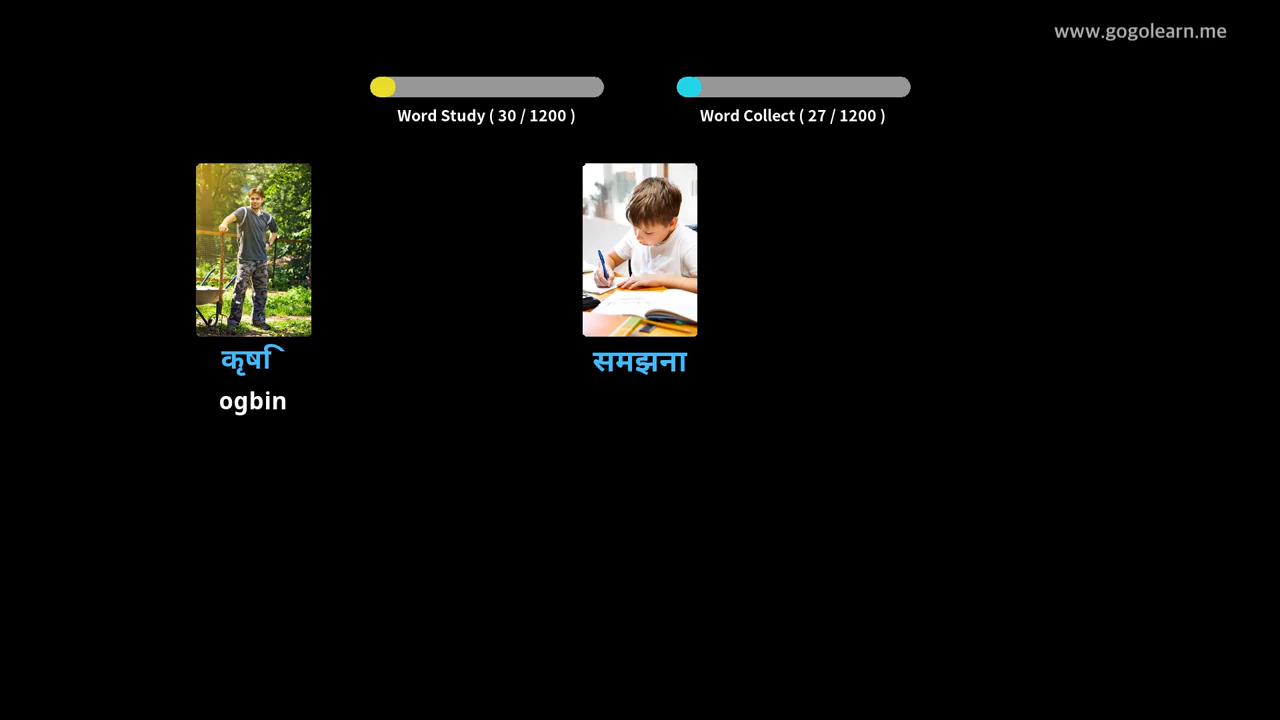 www.gogolearn.me
Word Study ( 30 / 1200 )
Word Collect ( 27 / 1200 )
कृषि
समझना
ogbin